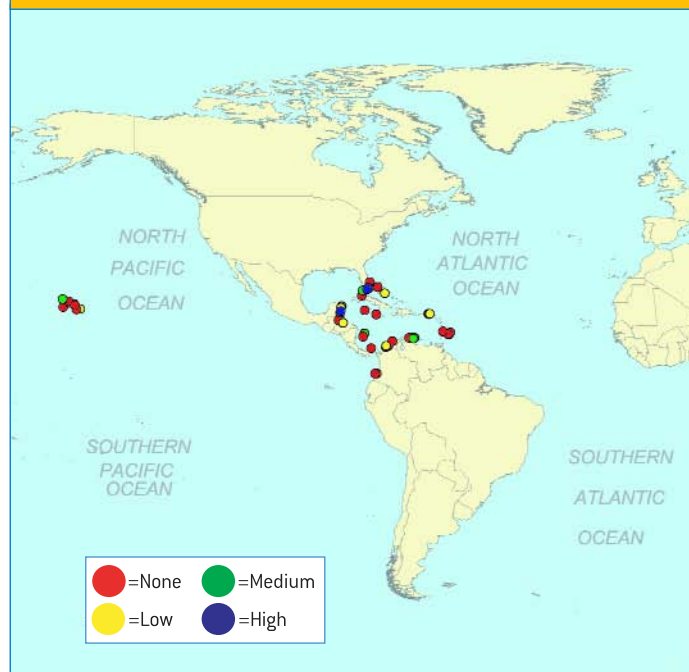 NORTH
PACIFIC
OCEAN
NORTH
ATLANTIC
OCEAN
SOUTHERN
PACIFIC
OCEAN
SOUTHERN
ATLANTIC
OCEAN
=None
=Medium
=Low
=High